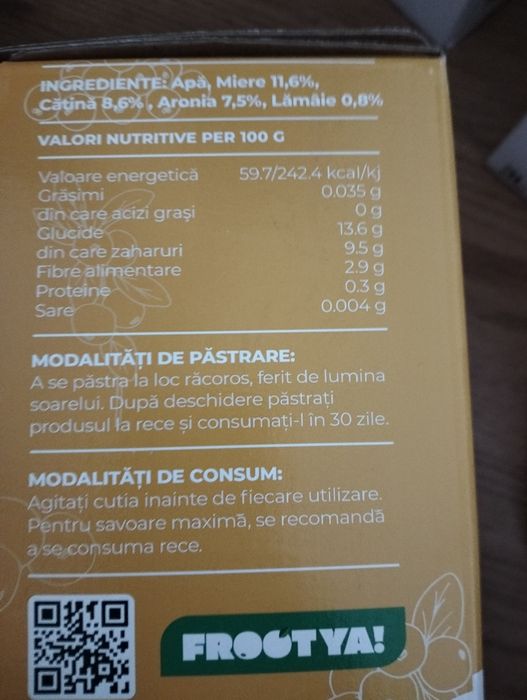 INGREDIENTE: Apă, Miere 11,6%,
Cătină 8,6% , Aronia 7,5%, Lămâie 0,8%
VALORI NUTRITIVE PER 100 G
Valoare energetică 59.7/242.4 kcal/kj
Grăsimi 0.035 g
din care acizi grași 0 g
Glucide 13.6 g
din care zaharuri 9.5 g
Fibre alimentare 2.9 g
Proteine 0.3 g
Sare 0.004 g
MODALITĂȚI DE PĂSTRARE:
A se păstra la loc răcoros, ferit de lumina
soarelui. După deschidere păstrați
produsul la rece și consumați-l în 30 zile.
MODALITĂȚI DE CONSUM:
Agitați cutia inainte de fiecare utilizare.
Pentru savoare maximă, se recomandă
a se consuma rece.
FROOTYA!